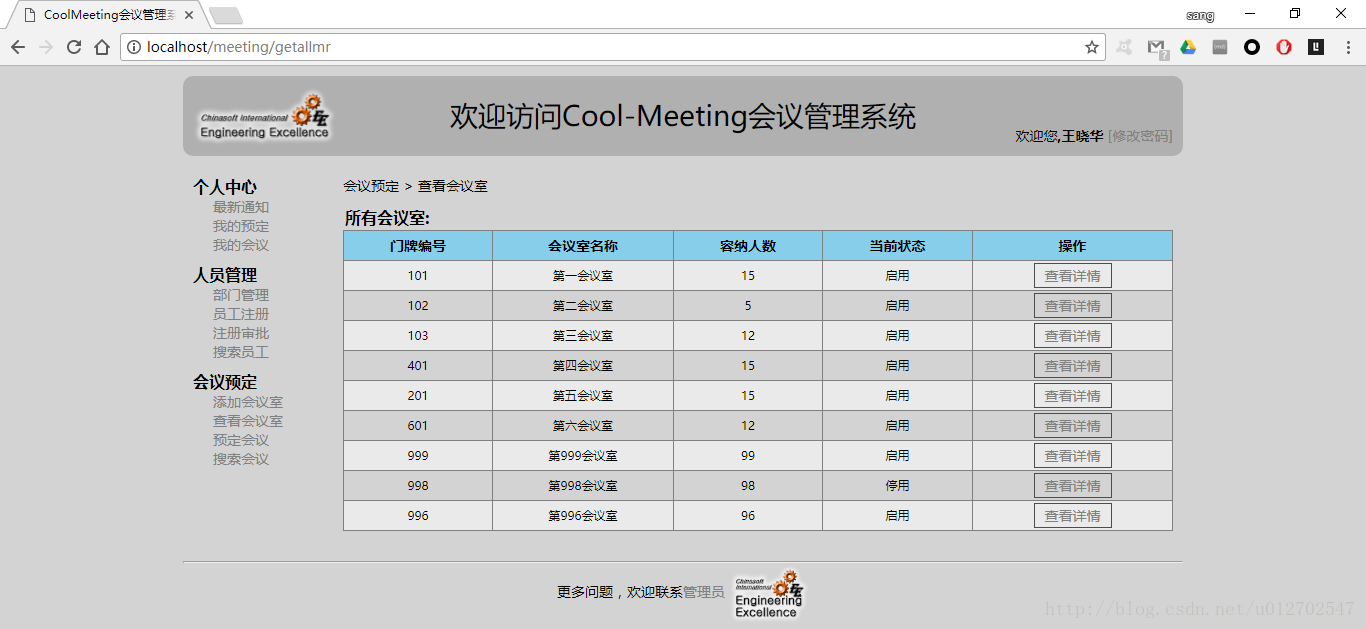 CoolMeeting会议管理系
sang
localhost/meeting/getallmr
Chinasoft International
Engineering Excellence
欢迎访问Cool-Meeting会议管理系统
欢迎您,王晓华 [修改密码]
个人中心
最新通知
我的预定
我的会议
人员管理
部门管理
员工注册
注册审批
搜索员工
会议预定
添加会议室
查看会议室
预定会议
搜索会议
会议预定 > 查看会议室
所有会议室:
门牌编号 会议室名称 容纳人数 当前状态 操作
101 第一会议室 15 启用 查看详情
102 第二会议室 5 启用 查看详情
103 第三会议室 12 启用 查看详情
401 第四会议室 15 启用 查看详情
201 第五会议室 15 启用 查看详情
601 第六会议室 12 启用 查看详情
999 第999会议室 99 启用 查看详情
998 第998会议室 98 停用 查看详情
996 第996会议室 96 启用 查看详情
更多问题，欢迎联系管理员
Chinasoft
International
Engineering
Excellence
http://blog.csdn.net/u012702547